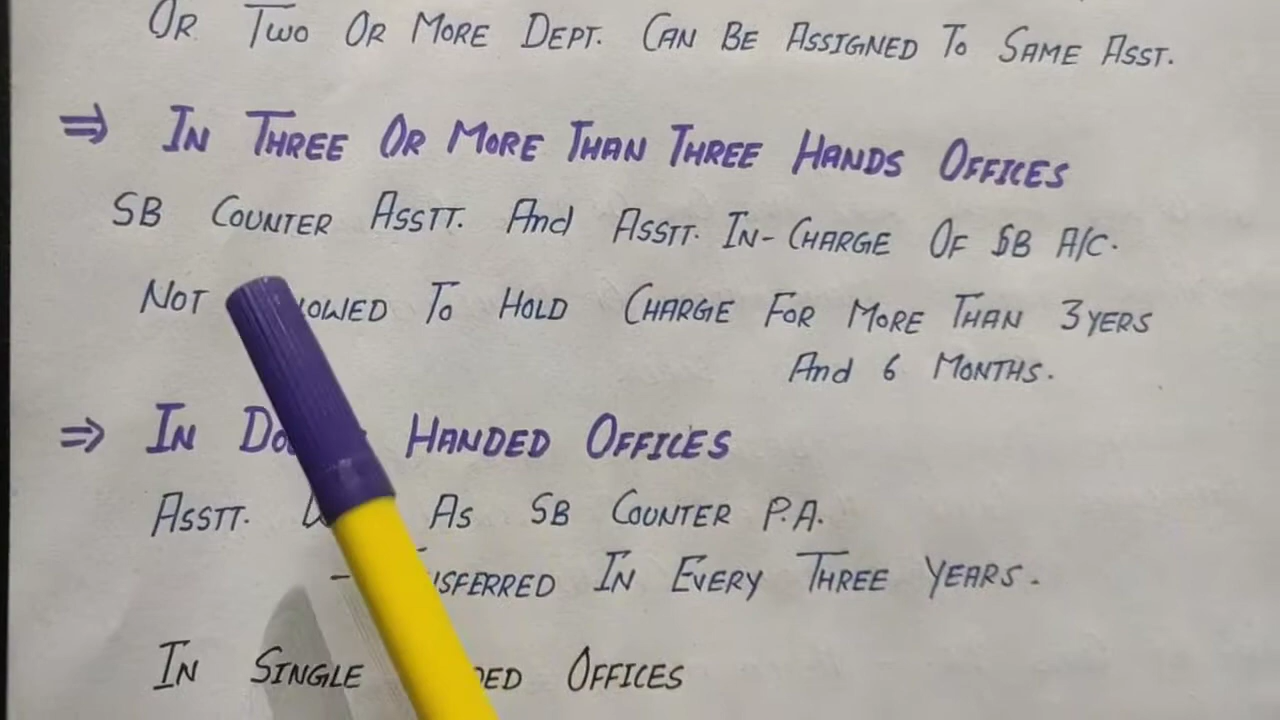 OR TWO OR MORE DEPT. CAN BE ASSIGNED TO SAME ASST.
⇒ IN THREE OR MORE THAN THREE HANDS OFFICES
SB COUNTER ASSTT. And ASSTT. IN-CHARGE OF SB A/C.
NOT OWED TO HOLD CHARGE FOR MORE THAN 3 YERS
And 6 MONTHS.
⇒ IN HANDED OFFICES
ASSTT. AS SB COUNTER P.A.
- SFERRED IN EVERY THREE YEARS.
IN SINGLE DED OFFICES